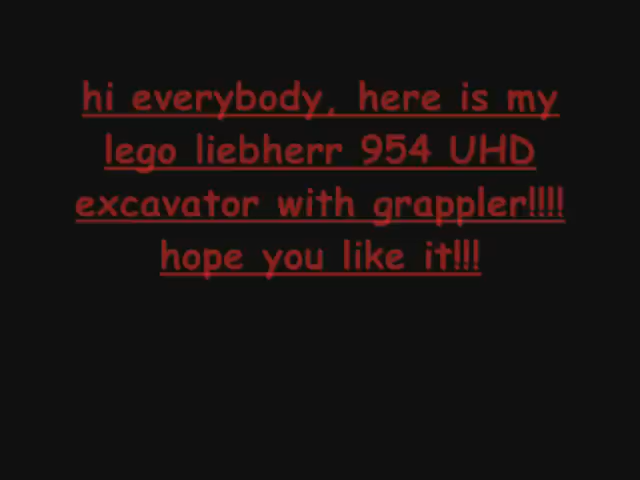 hi everybody, here is my
lego liebherr 954 UHD
excavator with grappler!!!!
hope you like it!!!